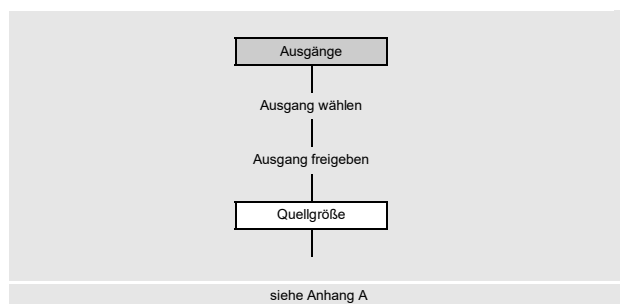 Ausgänge
Ausgang wählen
Ausgang freigeben
Quellgröße
siehe Anhang A